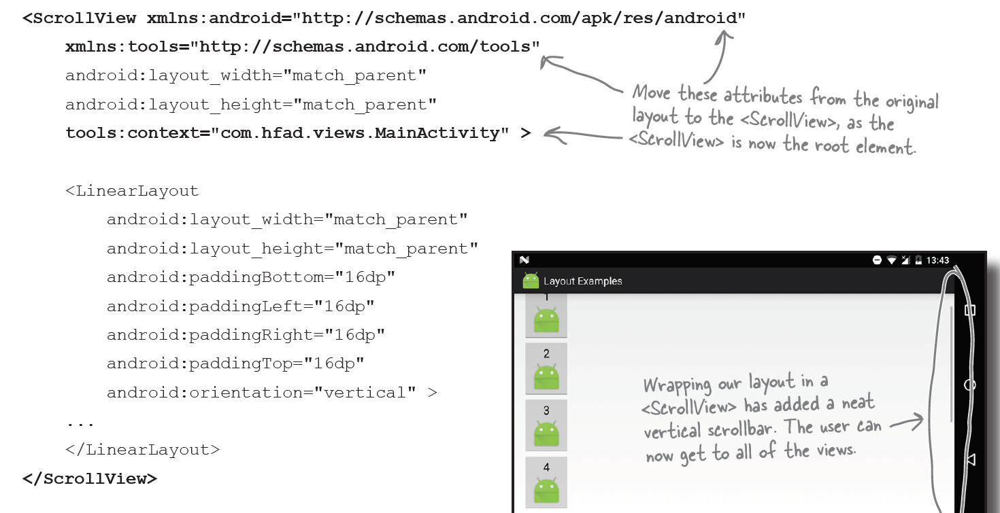 <ScrollView xmlns:android="http://schemas.android.com/apk/res/android"
xmlns:tools="http://schemas.android.com/tools"
android:layout_width="match_parent"
android:layout_height="match_parent"
tools:context="com.hfad.views.MainActivity" >
Move these attributes from the original
layout to the <ScrollView>, as the
<ScrollView> is now the root element.
<LinearLayout
android:layout_width="match_parent"
android:layout_height="match_parent"
android:paddingBottom="16dp"
android:paddingLeft="16dp"
android:paddingRight="16dp"
android:paddingTop="16dp"
android:orientation="vertical" >
...
</LinearLayout>
</ScrollView>
13:43
Layout Examples
1
2
3
4
Wrapping our layout in a
<ScrollView> has added a neat
vertical scrollbar. The user can
now get to all of the views.